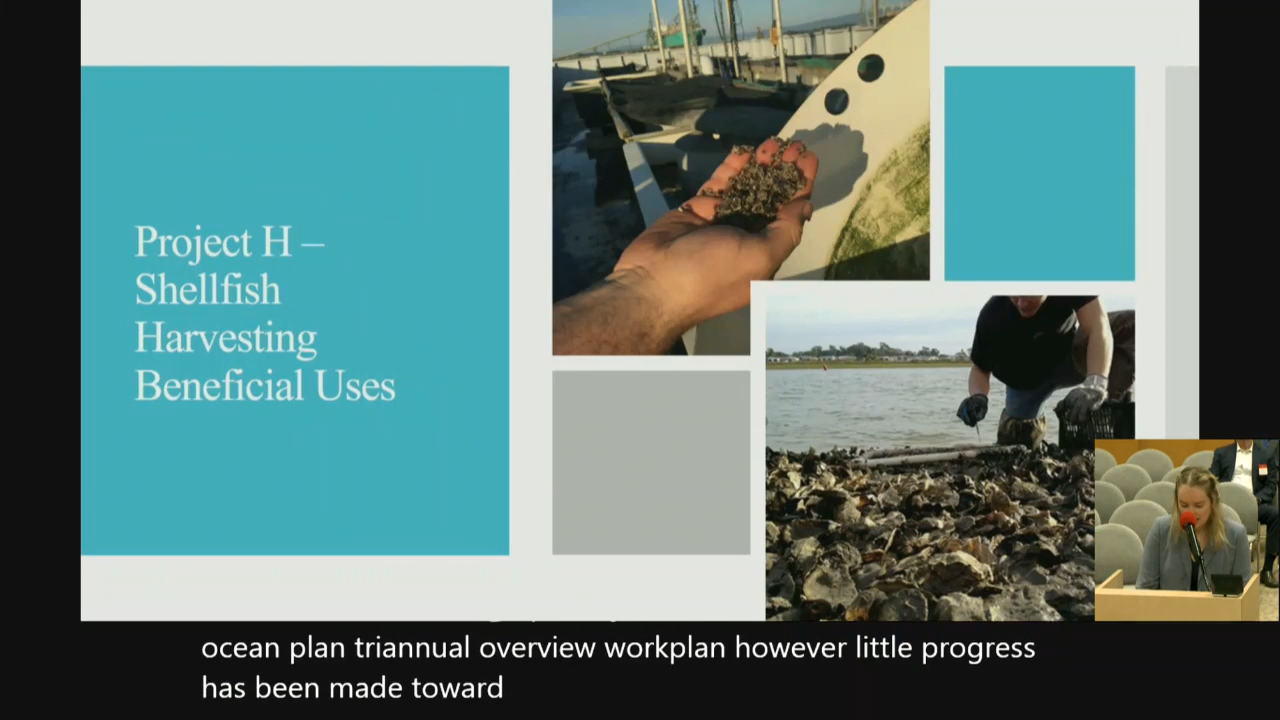 Project H –
Shellfish
Harvesting
Beneficial Uses
ocean plan triannual overview workplan however little progress
has been made toward